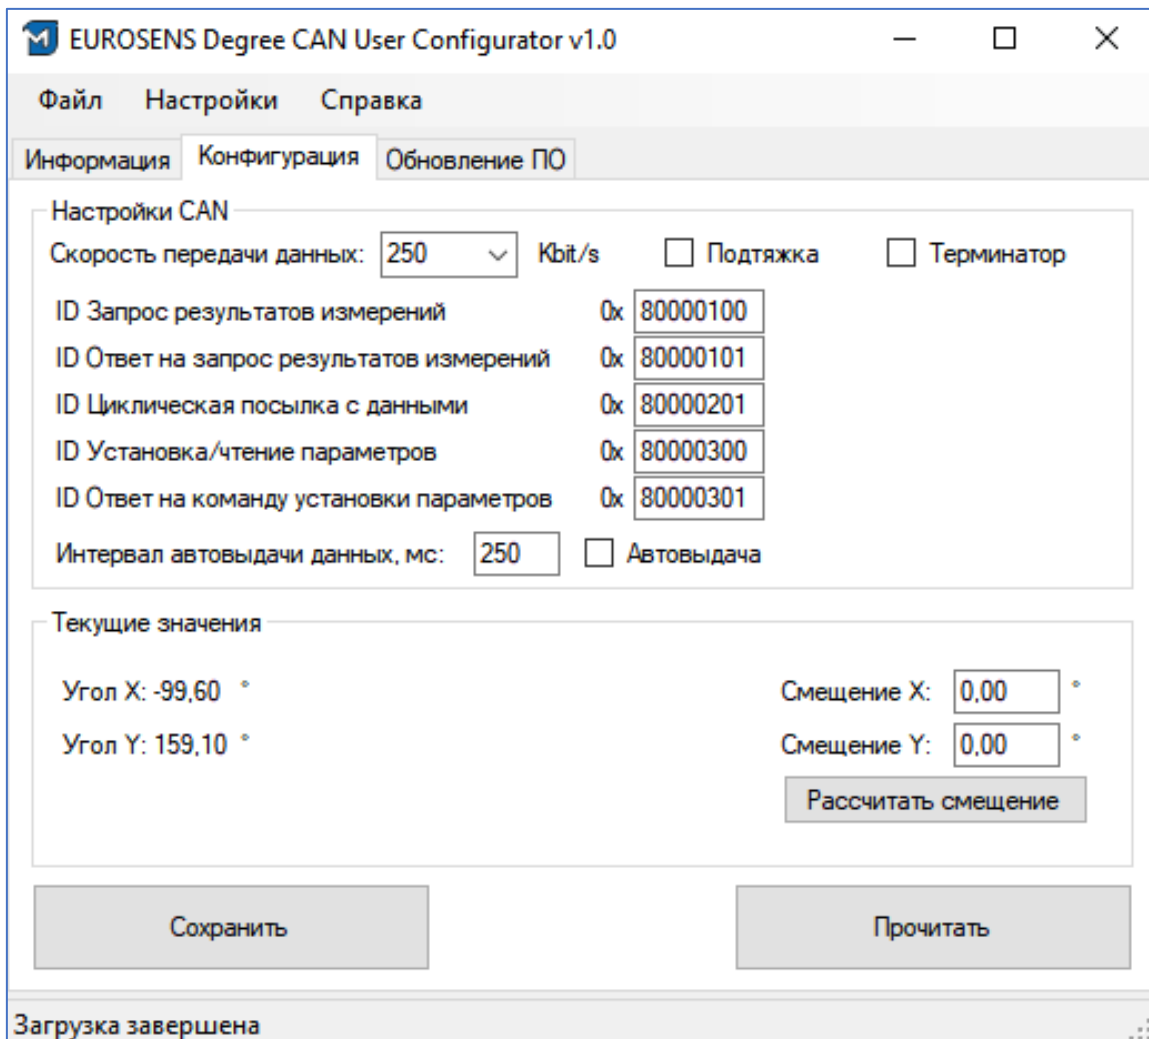 EUROSENS Degree CAN User Configurator v1.0
Файл Настройки Справка
Информация Конфигурация Обновление ПО
Настройки CAN
Скорость передачи данных: 250 Kbit/s Подтяжка Терминатор
ID Запрос результатов измерений 0x 80000100
ID Ответ на запрос результатов измерений 0x 80000101
ID Циклическая посылка с данными 0x 80000201
ID Установка/чтение параметров 0x 80000300
ID Ответ на команду установки параметров 0x 80000301
Интервал автовыдачи данных, мс: 250 Автовыдача
Текущие значения
Угол X: -99,60 ° Смещение X: 0,00 °
Угол Y: 159,10 ° Смещение Y: 0,00 °
Рассчитать смещение
Сохранить Прочитать
Загрузка завершена